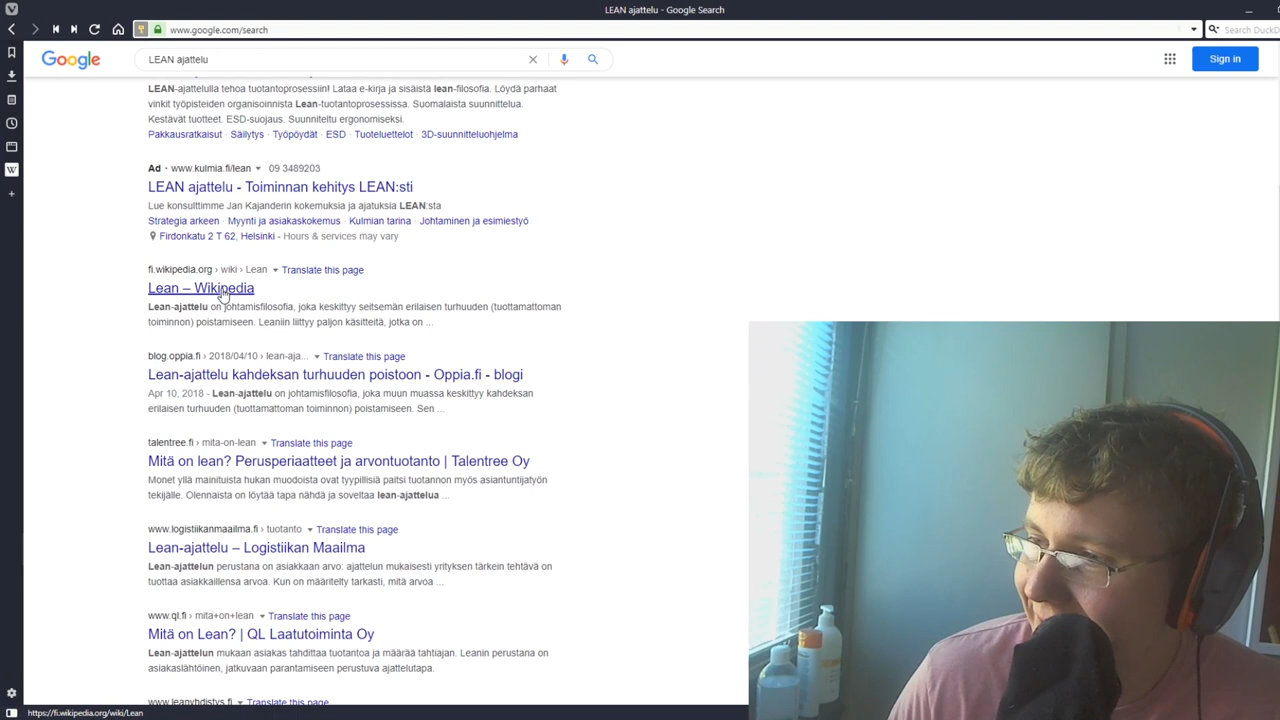 LEAN ajattelu - Google Search
www.google.com/search
Search DuckD
Google
LEAN ajattelu
Sign in
LEAN-ajattelulla tehoa tuotantoprosessiin! Lataa e-kirja ja sisäistä lean-filosofia. Löydä parhaat
vinkit työpisteiden organisoinnista Lean-tuotantoprosessissa. Suomalaista suunnittelua.
Kestävät tuotteet. ESD-suojaus. Suunniteltu ergonomiseksi.
Pakkausratkaisut · Säilytys · Työpöydät · ESD · Tuoteluettelot · 3D-suunnitteluohjelma
Ad · www.kulmia.fi/lean 09 3489203
LEAN ajattelu - Toiminnan kehitys LEAN:sti
Lue konsulttimme Jan Kajanderin kokemuksia ja ajatuksia LEAN:sta
Strategia arkeen · Myynti ja asiakaskokemus · Kulmian tarina · Johtaminen ja esimiestyö
Firdonkatu 2 T 62, Helsinki - Hours & services may vary
fi.wikipedia.org › wiki › Lean Translate this page
Lean – Wikipedia
Lean-ajattelu on johtamisfilosofia, joka keskittyy seitsemän erilaisen turhuuden (tuottamattoman
toiminnon) poistamiseen. Leaniin liittyy paljon käsitteitä, jotka on ...
blog.oppia.fi › 2018/04/10 › lean-aja... Translate this page
Lean-ajattelu kahdeksan turhuuden poistoon - Oppia.fi - blogi
Apr 10, 2018 - Lean-ajattelu on johtamisfilosofia, joka muun muassa keskittyy kahdeksan
erilaisen turhuuden (tuottamattoman toiminnon) poistamiseen. Sen ...
talentree.fi › mita-on-lean Translate this page
Mitä on lean? Perusperiaatteet ja arvontuotanto | Talentree Oy
Monet yllä mainituista hukan muodoista ovat tyypillisiä paitsi tuotannon myös asiantuntijatyön
tekijälle. Olennaista on löytää tapa nähdä ja soveltaa lean-ajattelua ...
www.logistiikanmaailma.fi › tuotanto Translate this page
Lean-ajattelu – Logistiikan Maailma
Lean-ajattelun perustana on asiakkaan arvo: ajattelun mukaisesti yrityksen tärkein tehtävä on
tuottaa asiakkaillensa arvoa. Kun on määritelty tarkasti, mitä arvoa ...
www.ql.fi › mita+on+lean Translate this page
Mitä on Lean? | QL Laatutoiminta Oy
Lean-ajattelun mukaan asiakas tahdittaa tuotantoa ja määrää tahtiajan. Leanin perustana on
asiakaslähtöinen, jatkuvaan parantamiseen perustuva ajattelutapa.
www.leanyhdistys.fi Translate this page
https://fi.wikipedia.org/wiki/Lean